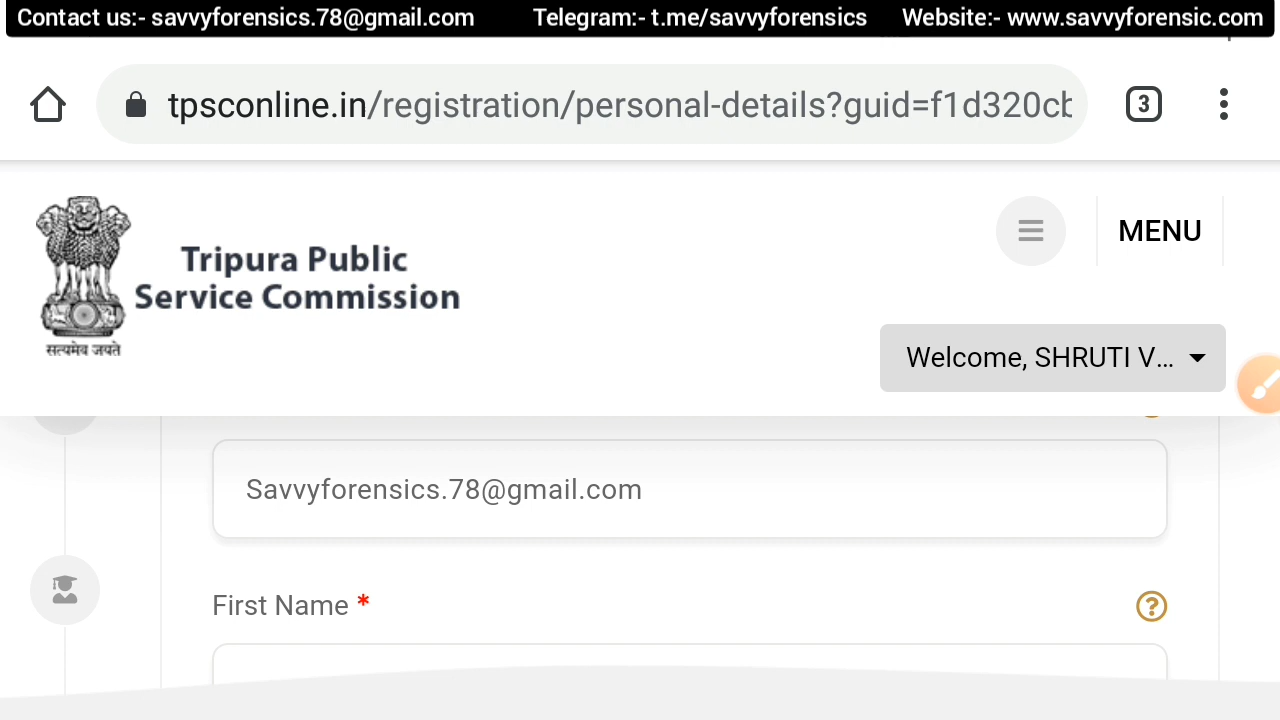 Contact us:- savvyforensics.78@gmail.com Telegram:- t.me/savvyforensics Website:- www.savvyforensic.com
tpsconline.in/registration/personal-details?guid=f1d320cb
3
MENU
Tripura Public
Service Commission
सत्यमेव जयते
Welcome, SHRUTI V...
Savvyforensics.78@gmail.com
First Name *
?